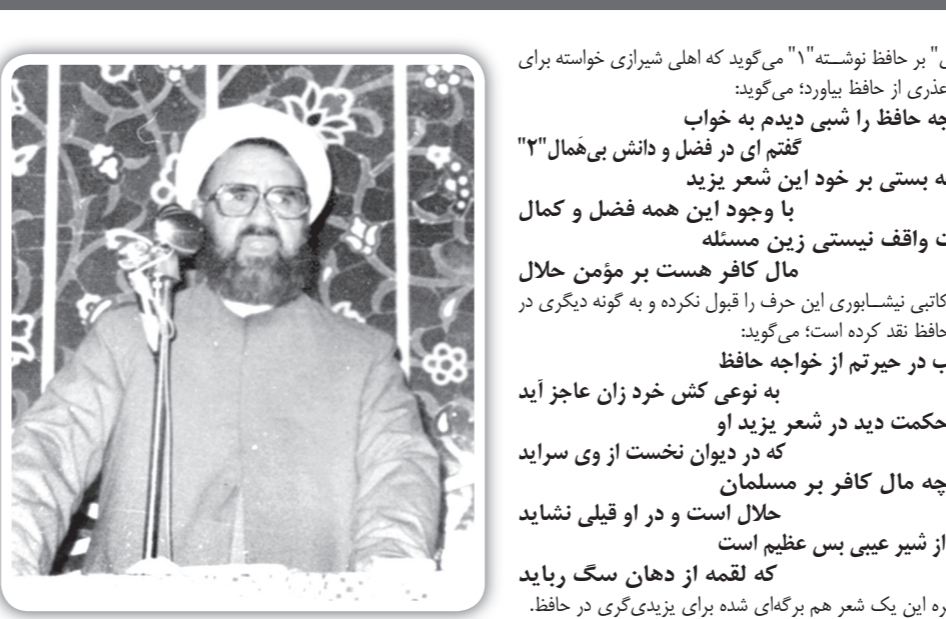 بر حافظ نوشــته"۱" می‌گوید که اهلی شیرازی خواسته برای
عذری از حافظ بیاورد؛ می‌گوید:
حافظ را شبی دیدم به خواب
گفتم ای در فضل و دانش بی‌هَمال"۲"
بستی بر خود این شعر یزید
با وجود این همه فضل و کمال
واقف نیستی زین مسئله
مال کافر هست بر مؤمن حلال
کاتبی نیشــابوری این حرف را قبول نکرده و به گونه دیگری در
حافظ نقد کرده است؛ می‌گوید:
در حیرتم از خواجه حافظ
به نوعی کش خرد زان عاجز آید
حکمت دید در شعر یزید او
که در دیوان نخست از وی سراید
مال کافر بر مسلمان
حلال است و در او قیلی نشاید
از شیر عیبی بس عظیم است
که لقمه از دهان سگ رباید
این یک شعر هم برگه‌ای شده برای یزیدی‌گری در حافظ.